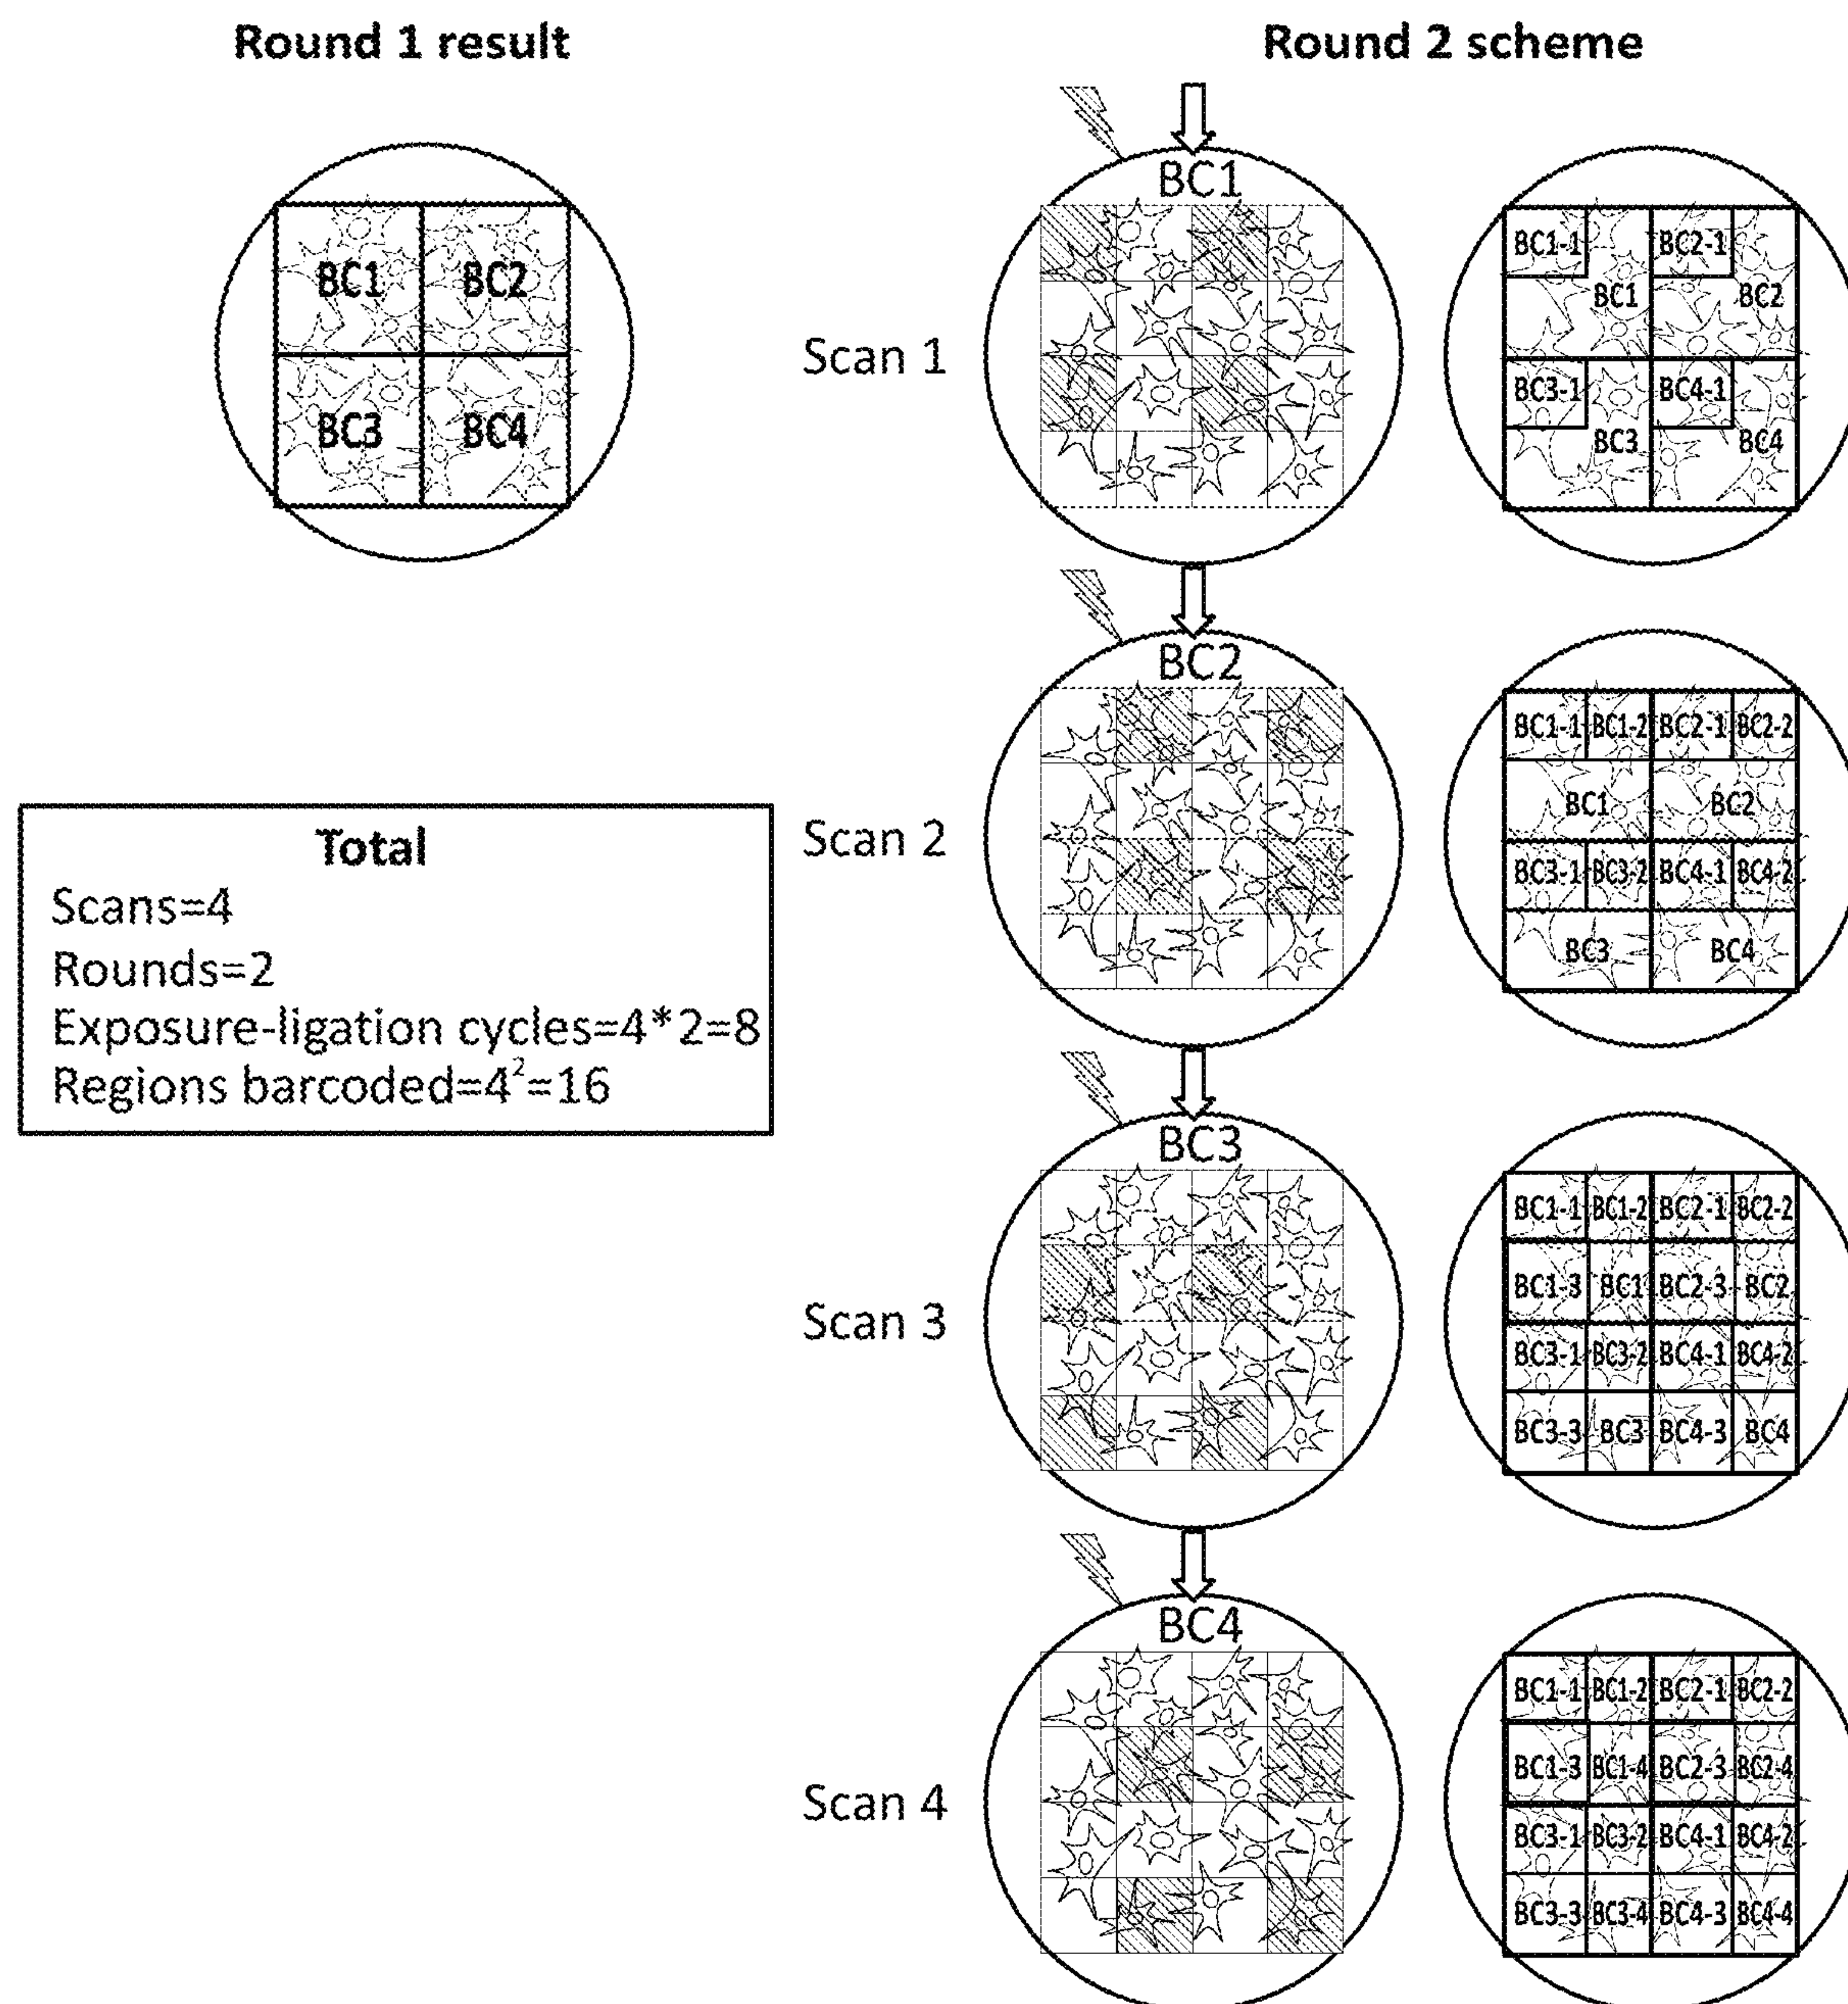 Round 1 result
Round 2 scheme
BC1 BC2
BC3 BC4
Total
Scans=4
Rounds=2
Exposure-ligation cycles=4*2=8
Regions barcoded=4²=16
Scan 1
BC1
BC1-1 BC2-1
BC1 BC2
BC3-1 BC4-1
BC3 BC4
Scan 2
BC2
BC1-1 BC1-2 BC2-1 BC2-2
BC1 BC2
BC3-1 BC3-2 BC4-1 BC4-2
BC3 BC4
Scan 3
BC3
BC1-1 BC1-2 BC2-1 BC2-2
BC1-3 BC1 BC2-3 BC2
BC3-1 BC3-2 BC4-1 BC4-2
BC3-3 BC3 BC4-3 BC4
Scan 4
BC4
BC1-1 BC1-2 BC2-1 BC2-2
BC1-3 BC1-4 BC2-3 BC2-4
BC3-1 BC3-2 BC4-1 BC4-2
BC3-3 BC3-4 BC4-3 BC4-4